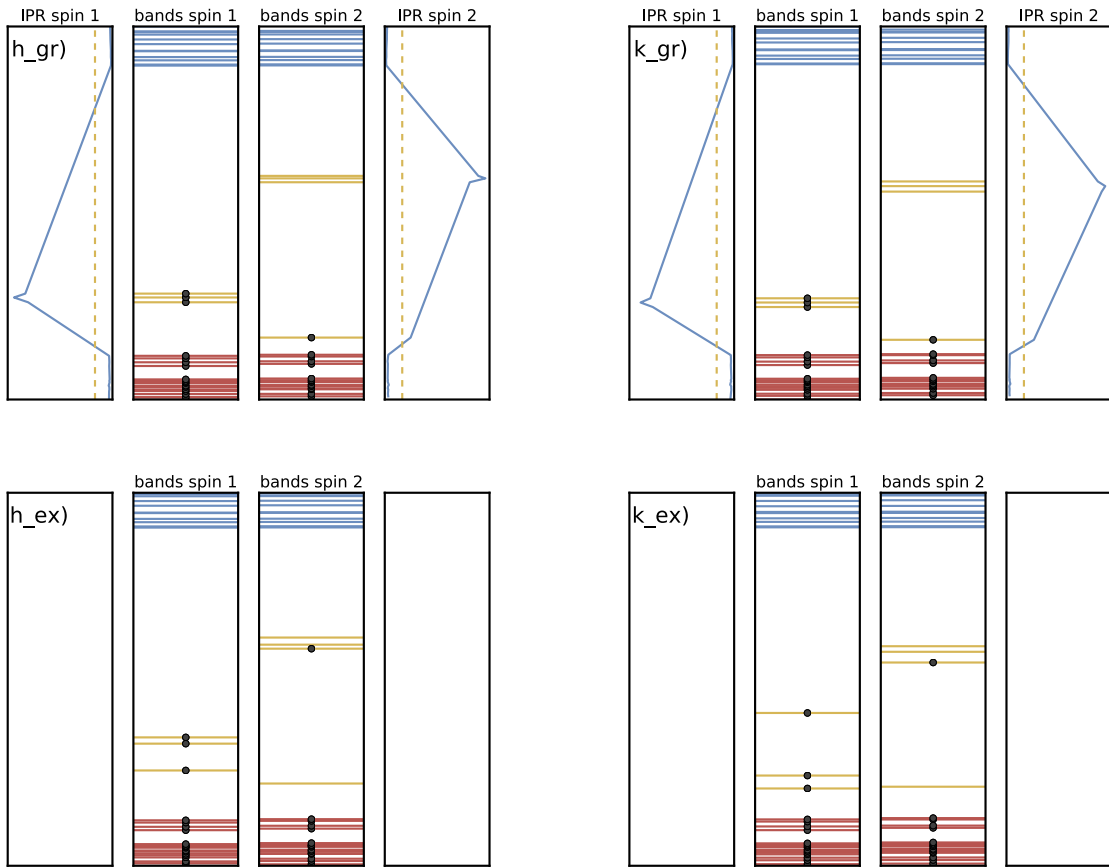 IPR spin 1 bands spin 1 bands spin 2 IPR spin 2
h_gr)
IPR spin 1 bands spin 1 bands spin 2 IPR spin 2
k_gr)
bands spin 1 bands spin 2
h_ex)
bands spin 1 bands spin 2
k_ex)